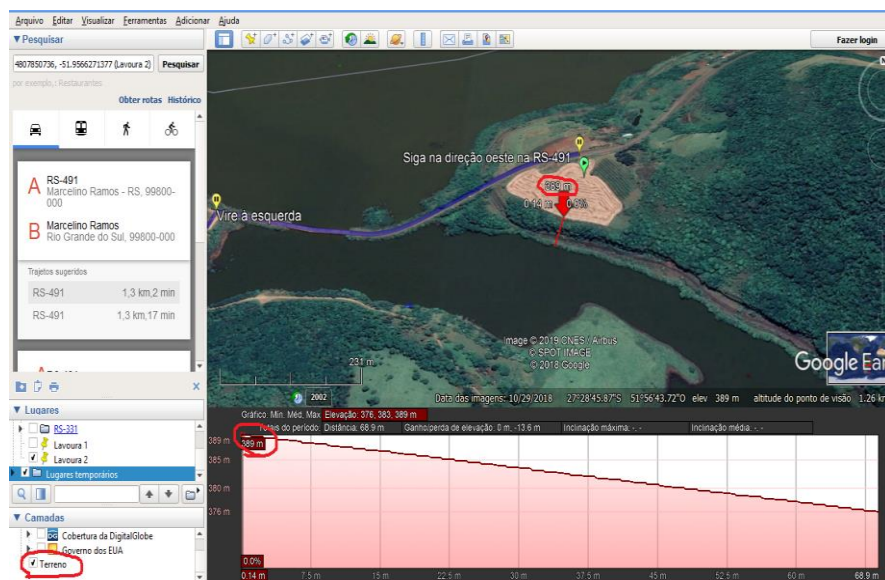 Arquivo Editar Visualizar Ferramentas Adicionar Ajuda
Pesquisar
4807850736, -51.9566271377 (Lavoura 2) Pesquisar
por exemplo,: Restaurantes
Obter rotas Histórico
A RS-491
Marcelino Ramos - RS, 99800-
000
B Marcelino Ramos
Rio Grande do Sul, 99800-000
Trajetos sugeridos
RS-491 1,3 km,2 min
RS-491 1,3 km,17 min
Lugares
RS-331
Lavoura 1
Lavoura 2
Lugares temporários
Camadas
Cobertura da DigitalGlobe
Governo dos EUA
Terreno
Fazer login
Siga na direção oeste na RS-491
389 m
0.14 m
Vire à esquerda
Image © 2019 CNES / Airbus
© SPOT IMAGE
© 2018 Google
231 m
Google Ear
2002
Data das imagens: 10/29/2018 27°28'45.87"S 51°56'43.72"O elev 389 m altitude do ponto de visão 1.26 km
Gráfico: Mín. Méd. Máx Elevação: 376, 383, 389 m
Totais do período: Distância: 68.9 m Ganho/perda de elevação: 0 m, -13.6 m Inclinação máxima: -, - Inclinação média: -, -
389 m
389 m
385 m
380 m
376 m
0.0%
0.14 m 7.5 m 15 m 22.5 m 30 m 37.5 m 45 m 52.5 m 60 m 68.9 m